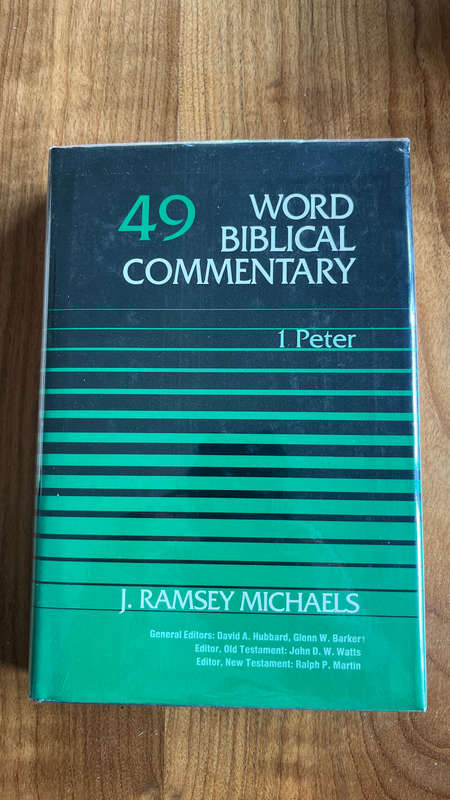 49 WORD
BIBLICAL
COMMENTARY
1 Peter
J. RAMSEY MICHAELS
General Editors: David A. Hubbard, Glenn W. Barker†
Editor, Old Testament: John D. W. Watts
Editor, New Testament: Ralph P. Martin